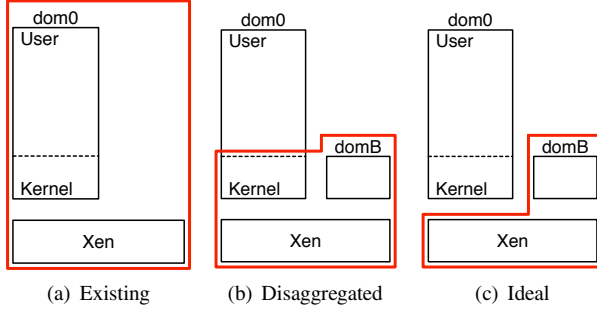 dom0
User
Kernel
Xen
(a) Existing
dom0
User
domB
Kernel
Xen
(b) Disaggregated
dom0
User
domB
Kernel
Xen
(c) Ideal